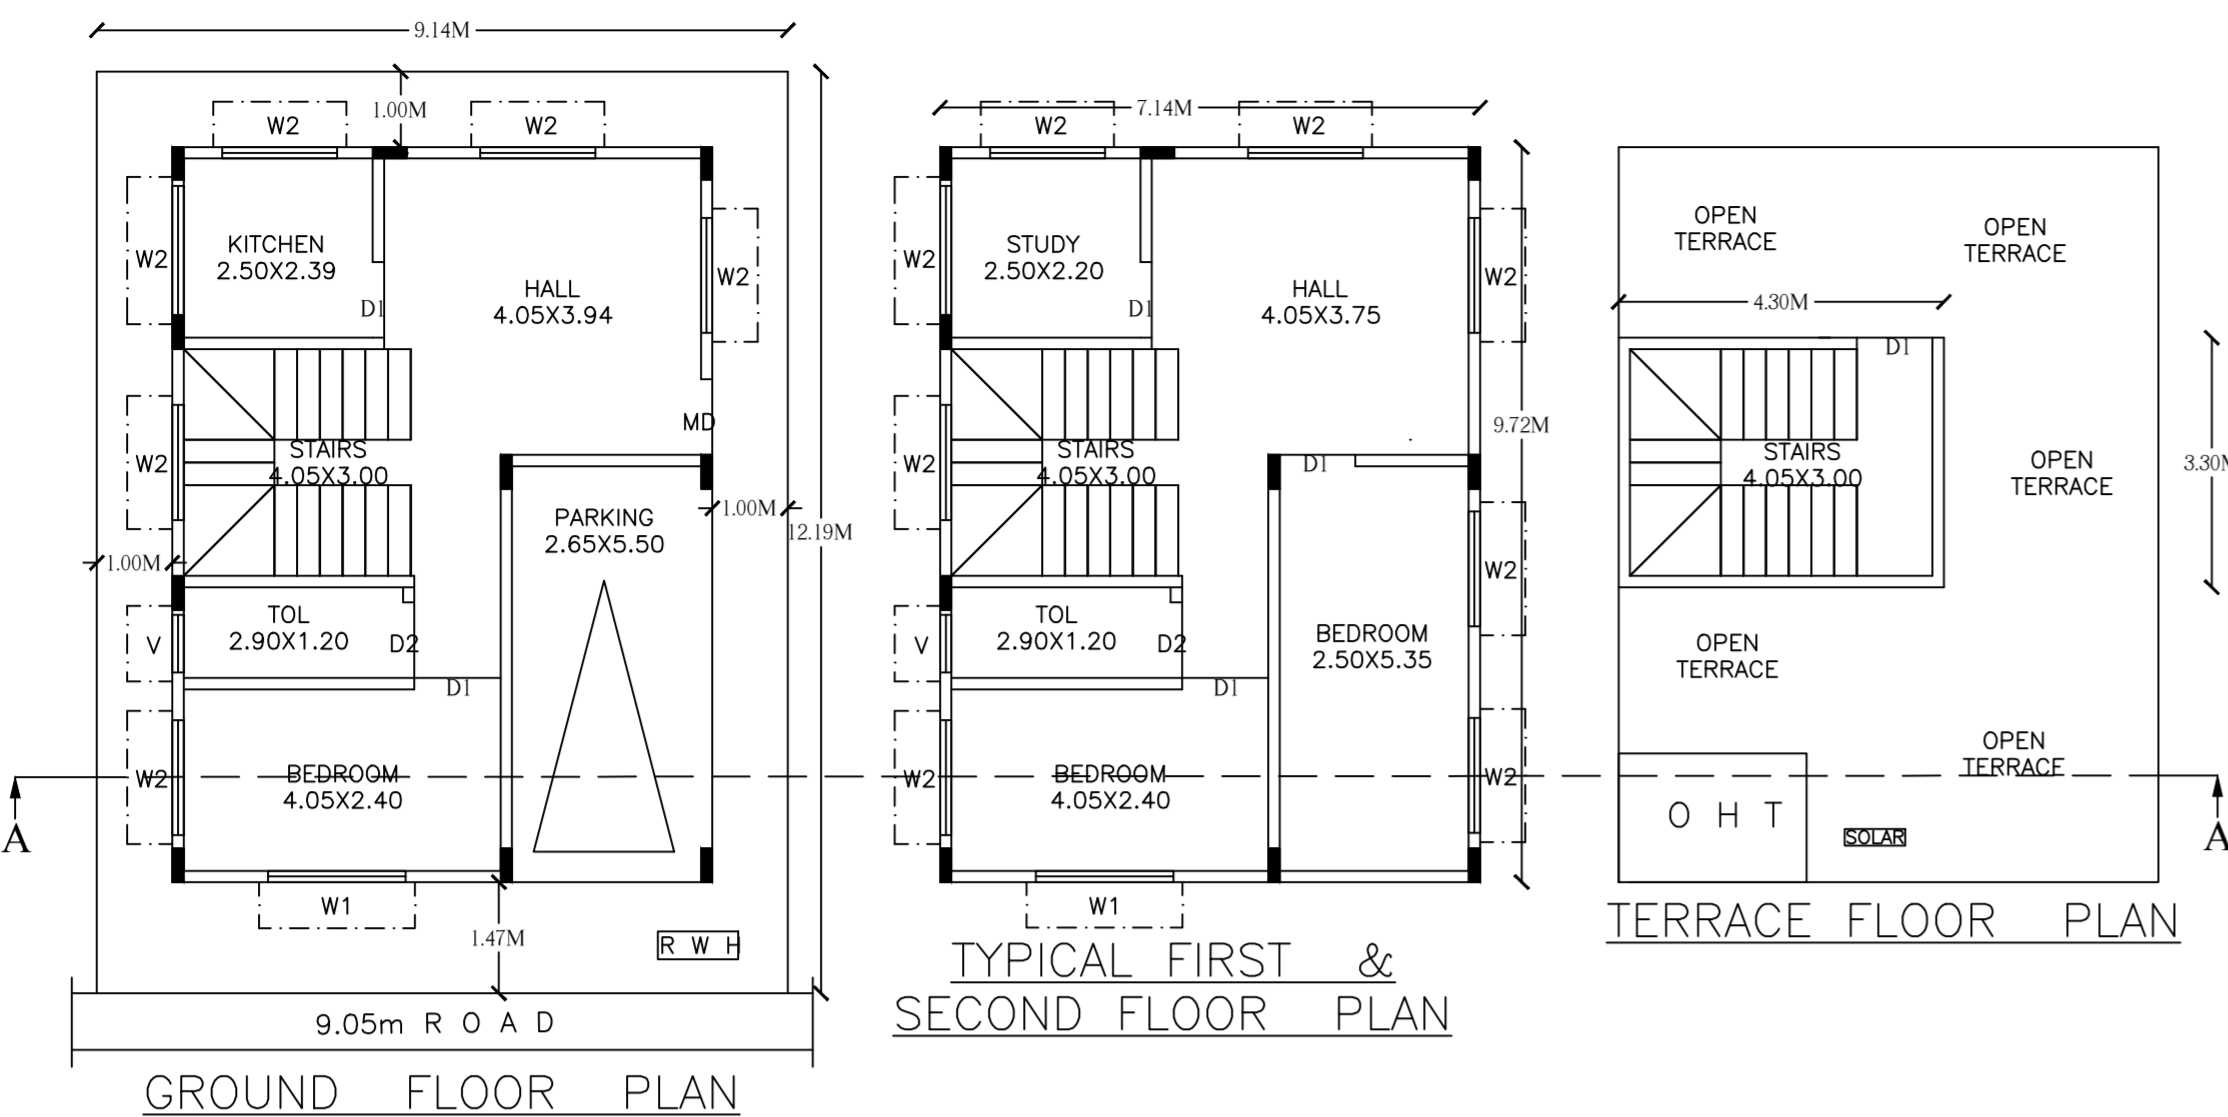 9.14M
1.00M
W2
W2
W2
KITCHEN
2.50X2.39
D1
HALL
4.05X3.94
W2
MD
W2
STAIRS
4.05X3.00
PARKING
2.65X5.50
1.00M
12.19M
1.00M
V
TOL
2.90X1.20
D2
D1
W2
BEDROOM
4.05X2.40
A
W1
1.47M
R W H
9.05m R O A D
GROUND FLOOR PLAN
7.14M
W2
W2
W2
STUDY
2.50X2.20
D1
HALL
4.05X3.75
W2
9.72M
W2
STAIRS
4.05X3.00
D1
W2
V
TOL
2.90X1.20
D2
D1
BEDROOM
2.50X5.35
W2
BEDROOM
4.05X2.40
W2
W1
TYPICAL FIRST &
SECOND FLOOR PLAN
OPEN
TERRACE
OPEN
TERRACE
4.30M
D1
STAIRS
4.05X3.00
OPEN
TERRACE
3.30M
OPEN
TERRACE
OPEN
TERRACE
O H T
SOLAR
A
TERRACE FLOOR PLAN